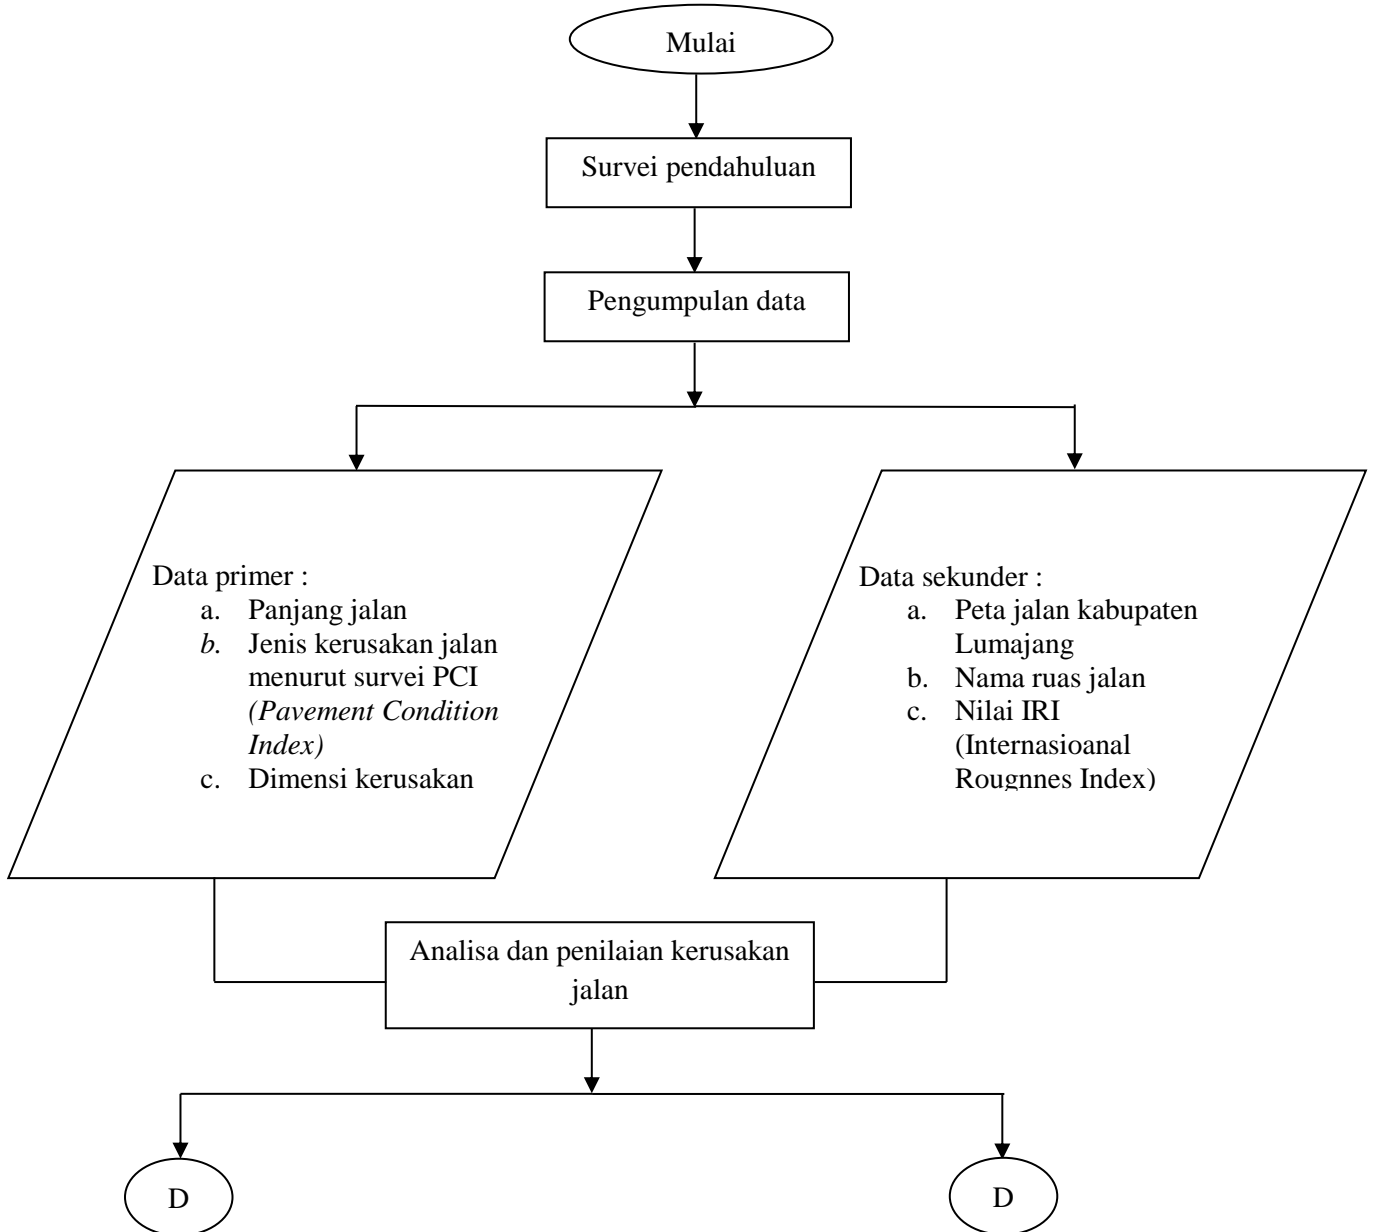 Mulai
Survei pendahuluan
Pengumpulan data
Data primer :
a. Panjang jalan
b. Jenis kerusakan jalan
menurut survei PCI
(Pavement Condition
Index)
c. Dimensi kerusakan
Data sekunder :
a. Peta jalan kabupaten
Lumajang
b. Nama ruas jalan
c. Nilai IRI
(Internasioanal
Rougnnes Index)
Analisa dan penilaian kerusakan
jalan
D
D